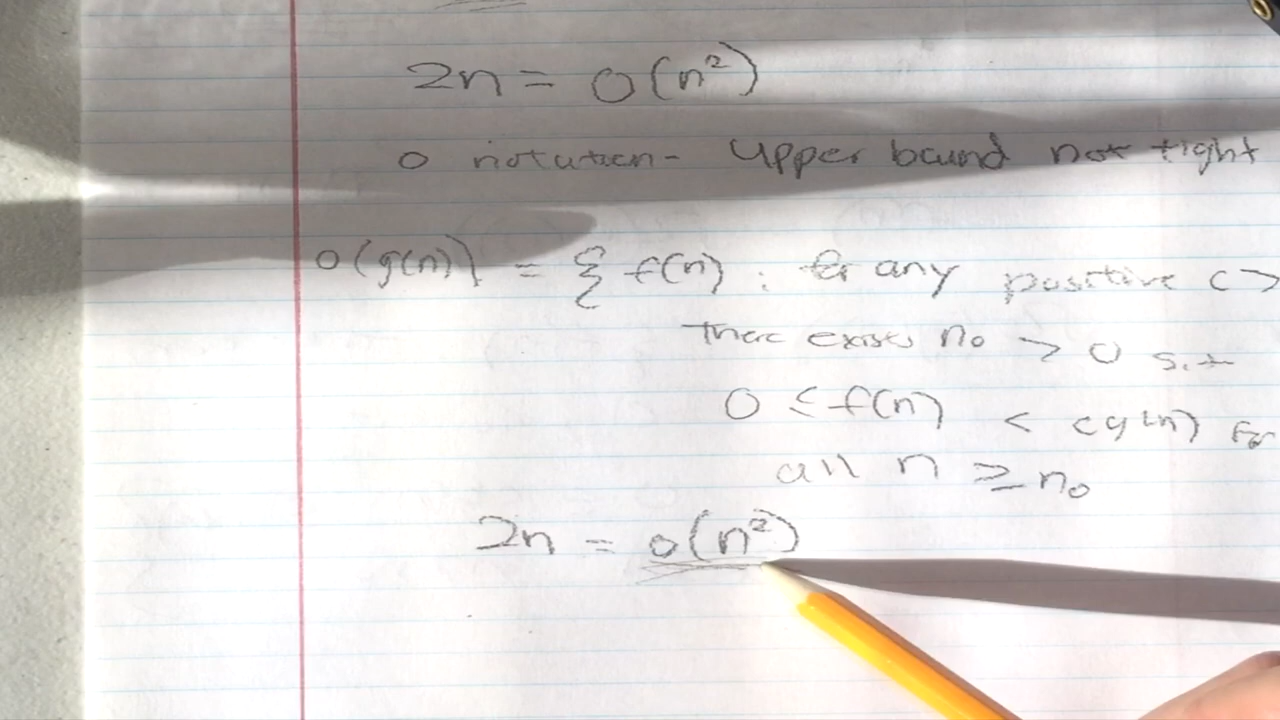 2n = O(n²)
o notation - Upper bound not tight
o(g(n)) = { f(n) : for any positive c >
there exists n₀ > 0 s.t
0 ≤ f(n) < cg(n) for
all n ≥ n₀
2n = o(n²)